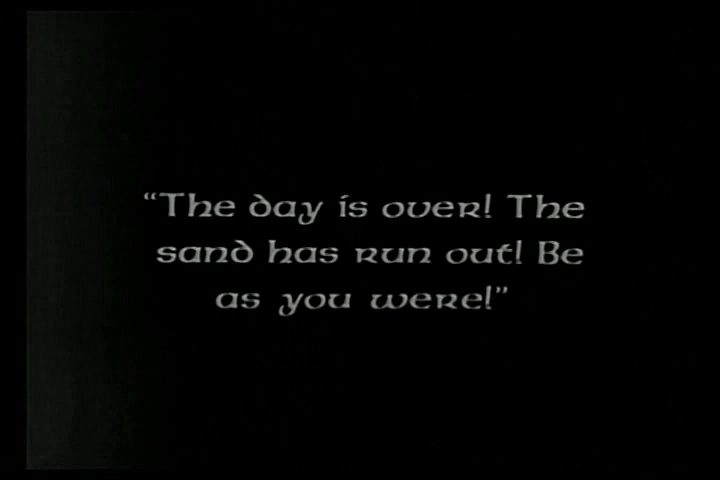 “The day is over! The
sand has run out! Be
as you were!”